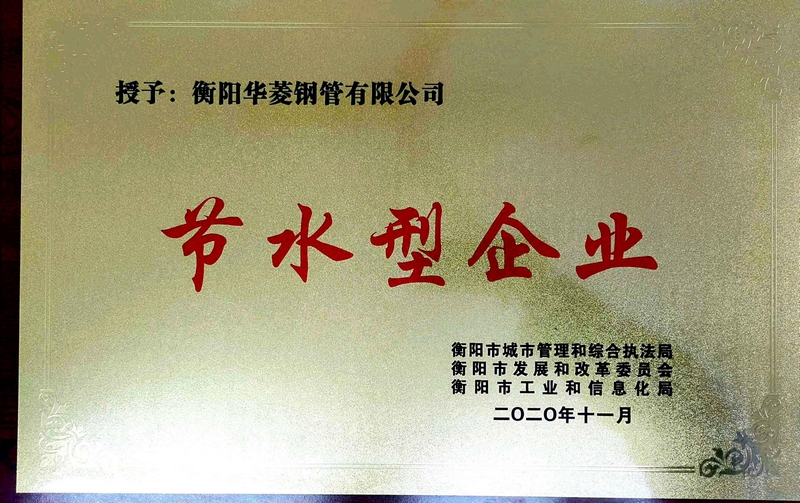 授予：衡阳华菱钢管有限公司
节水型企业
衡阳市城市管理和综合执法局
衡阳市发展和改革委员会
衡阳市工业和信息化局
二〇二〇年十一月